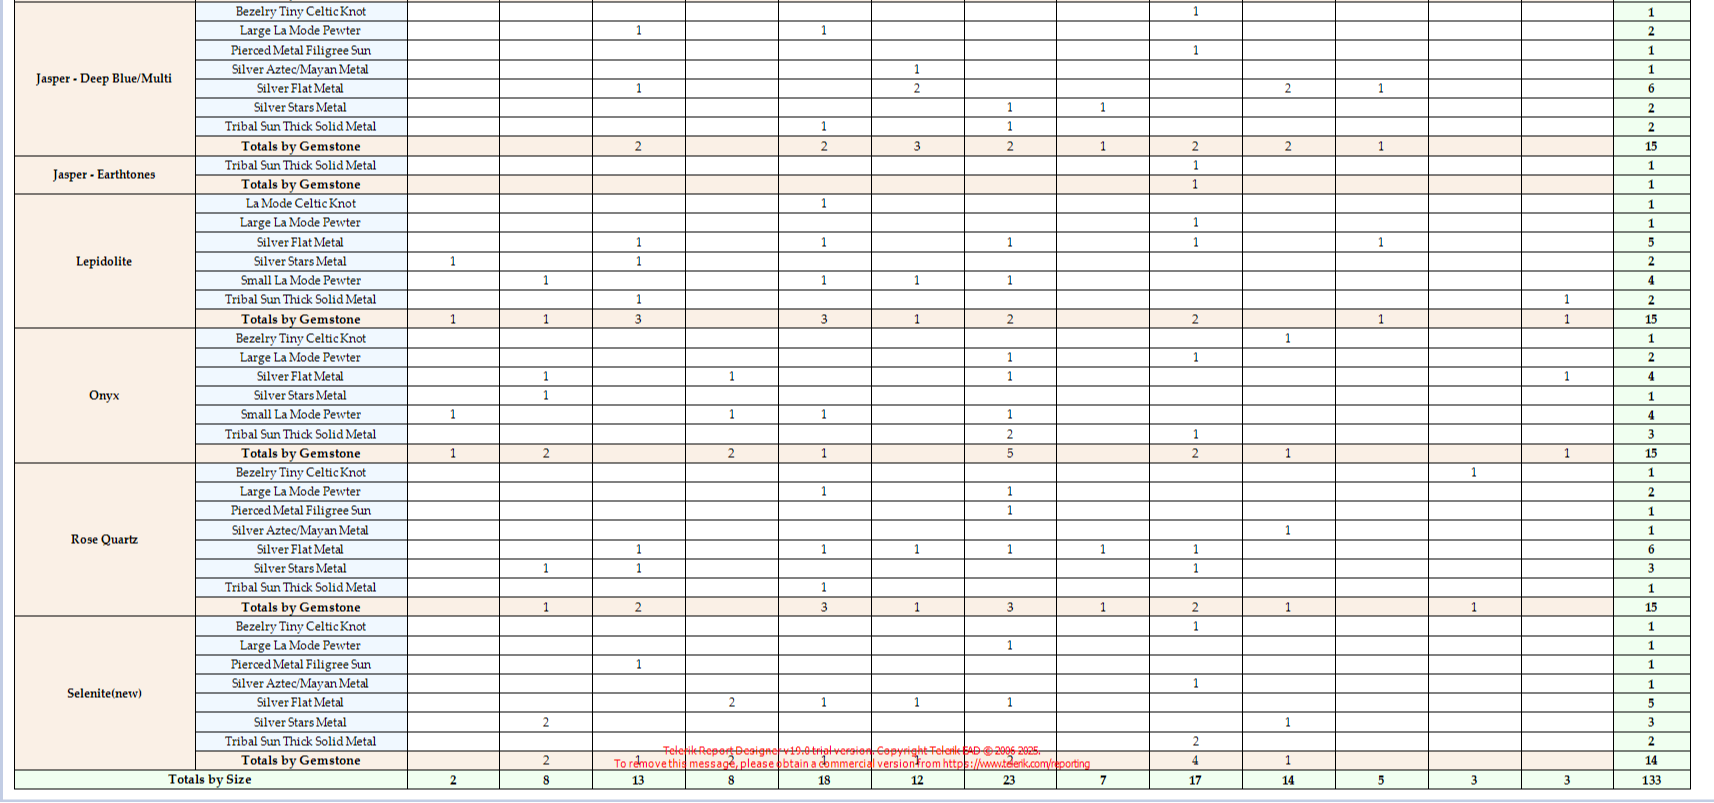 Bezelry Tiny Celtic Knot 1 1
Large La Mode Pewter 1 1 2
Pierced Metal Filigree Sun 1 1
Silver Aztec/Mayan Metal 1 1
Jasper - Deep Blue/Multi
Silver Flat Metal 1 2 2 1 6
Silver Stars Metal 1 1 2
Tribal Sun Thick Solid Metal 1 1 2
Totals by Gemstone 2 2 3 2 1 2 2 1 15
Jasper - Earthtones
Tribal Sun Thick Solid Metal 1 1
Totals by Gemstone 1 1
La Mode Celtic Knot 1 1
Large La Mode Pewter 1 1
Silver Flat Metal 1 1 1 1 1 5
Lepidolite
Silver Stars Metal 1 1 2
Small La Mode Pewter 1 1 1 1 4
Tribal Sun Thick Solid Metal 1 1 2
Totals by Gemstone 1 1 3 3 1 2 2 1 1 15
Bezelry Tiny Celtic Knot 1 1
Large La Mode Pewter 1 1 2
Silver Flat Metal 1 1 1 1 4
Onyx
Silver Stars Metal 1 1
Small La Mode Pewter 1 1 1 1 4
Tribal Sun Thick Solid Metal 2 1 3
Totals by Gemstone 1 2 2 1 5 2 1 1 15
Bezelry Tiny Celtic Knot 1 1
Large La Mode Pewter 1 1 2
Pierced Metal Filigree Sun 1 1
Silver Aztec/Mayan Metal 1 1
Rose Quartz
Silver Flat Metal 1 1 1 1 1 1 6
Silver Stars Metal 1 1 1 3
Tribal Sun Thick Solid Metal 1 1
Totals by Gemstone 1 2 3 1 3 1 2 1 1 15
Bezelry Tiny Celtic Knot 1 1
Large La Mode Pewter 1 1
Pierced Metal Filigree Sun 1 1
Silver Aztec/Mayan Metal 1 1
Selenite(new)
Silver Flat Metal 2 1 1 1 5
Silver Stars Metal 2 1 3
Tribal Sun Thick Solid Metal 2 2
Telerik Report Designer v19.0 trial version. Copyright Telerik EAD © 2006-2025.
Totals by Gemstone 2 1 2 1 1 2 4 1 14
To remove this message, please obtain a commercial version from https://www.telerik.com/reporting
Totals by Size 2 8 13 8 18 12 23 7 17 14 5 3 3 133